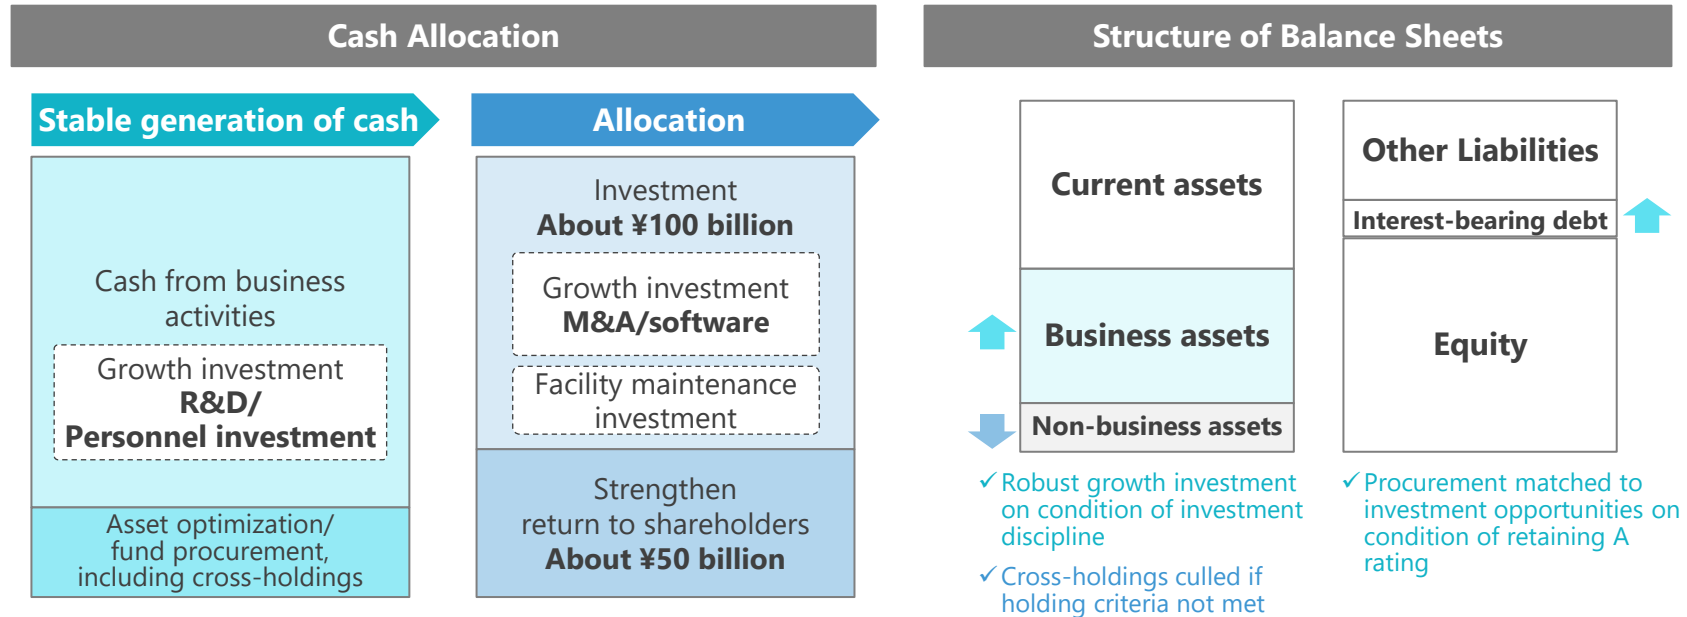 Cash Allocation
Stable generation of cash
Cash from business
activities
Growth investment
R&D/
Personnel investment
Asset optimization/
fund procurement,
including cross-holdings
Allocation
Investment
About ¥100 billion
Growth investment
M&A/software
Facility maintenance
investment
Strengthen
return to shareholders
About ¥50 billion
Structure of Balance Sheets
Current assets
Business assets
Non-business assets
✓Robust growth investment
on condition of investment
discipline
✓Cross-holdings culled if
holding criteria not met
Other Liabilities
Interest-bearing debt
Equity
✓Procurement matched to
investment opportunities on
condition of retaining A
rating